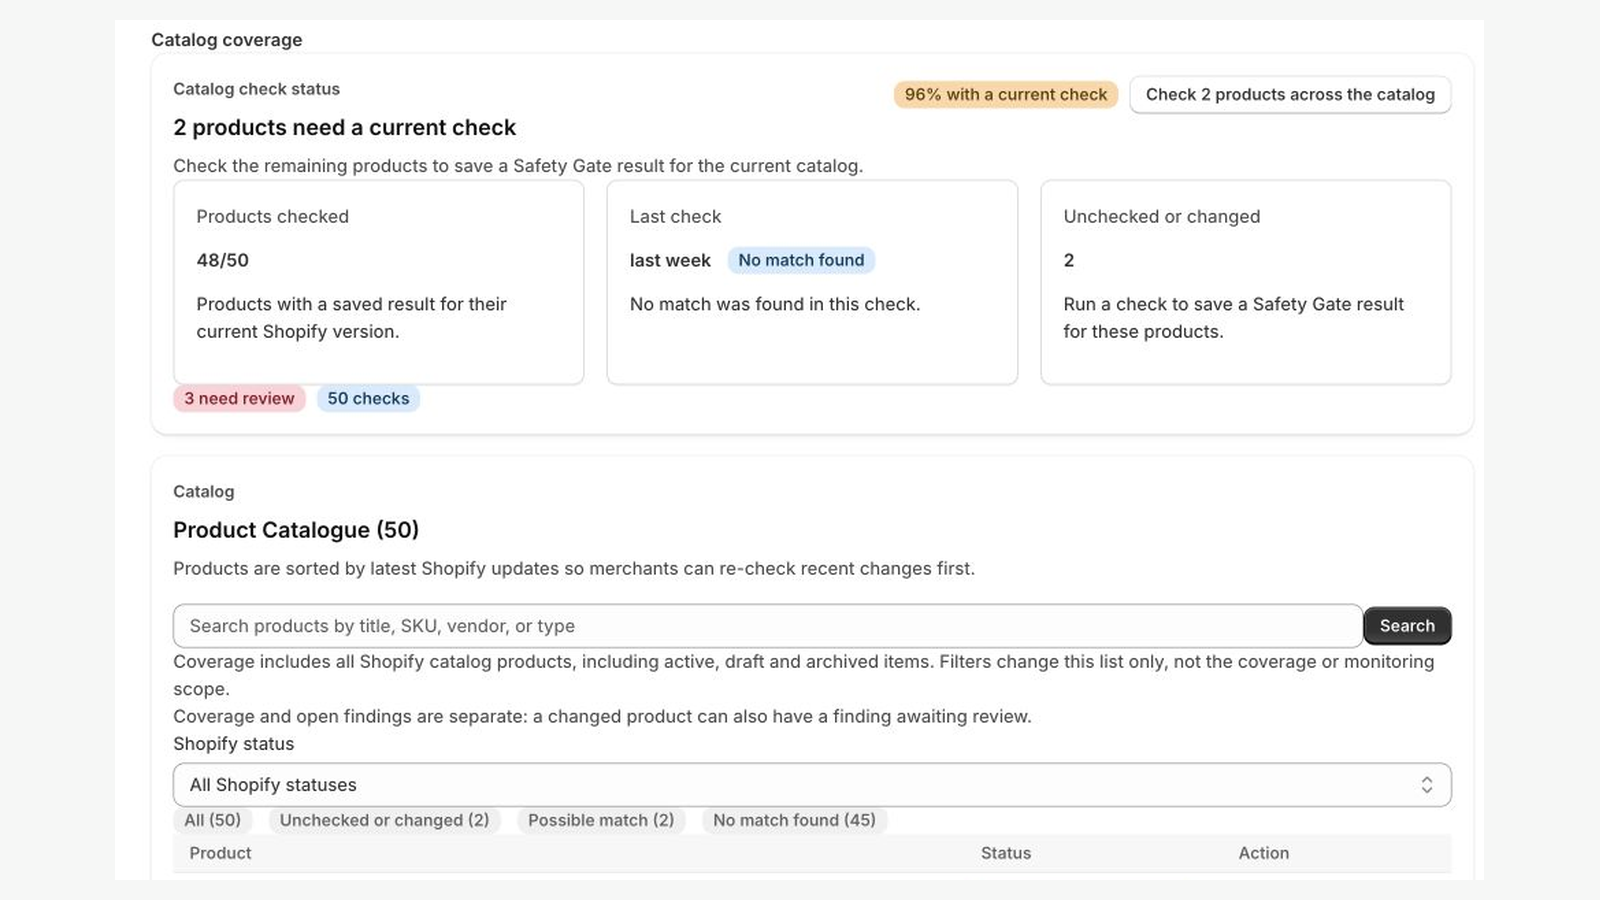 Catalog coverage
Catalog check status
96% with a current check
Check 2 products across the catalog
2 products need a current check
Check the remaining products to save a Safety Gate result for the current catalog.
Products checked
48/50
Products with a saved result for their
current Shopify version.
Last check
last week
No match found
No match was found in this check.
Unchecked or changed
2
Run a check to save a Safety Gate result
for these products.
3 need review
50 checks
Catalog
Product Catalogue (50)
Products are sorted by latest Shopify updates so merchants can re-check recent changes first.
Search products by title, SKU, vendor, or type
Search
Coverage includes all Shopify catalog products, including active, draft and archived items. Filters change this list only, not the coverage or monitoring
scope.
Coverage and open findings are separate: a changed product can also have a finding awaiting review.
Shopify status
All Shopify statuses
All (50)
Unchecked or changed (2)
Possible match (2)
No match found (45)
Product
Status
Action